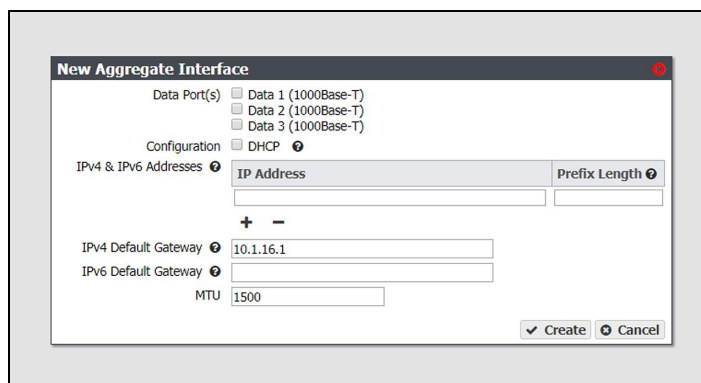 New Aggregate Interface
Data Port(s) Data 1 (1000Base-T)
Data 2 (1000Base-T)
Data 3 (1000Base-T)
Configuration DHCP
IPv4 & IPv6 Addresses IP Address Prefix Length
+ −
IPv4 Default Gateway 10.1.16.1
IPv6 Default Gateway
MTU 1500
Create Cancel